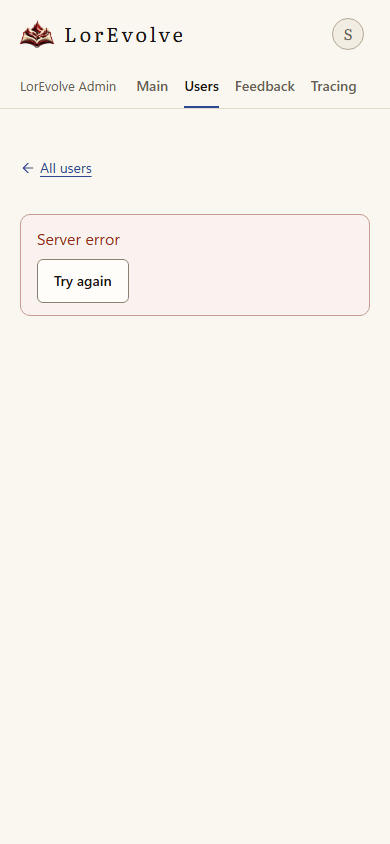 LorEvolve
S
LorEvolve Admin Main Users Feedback Tracing
← All users
Server error
Try again